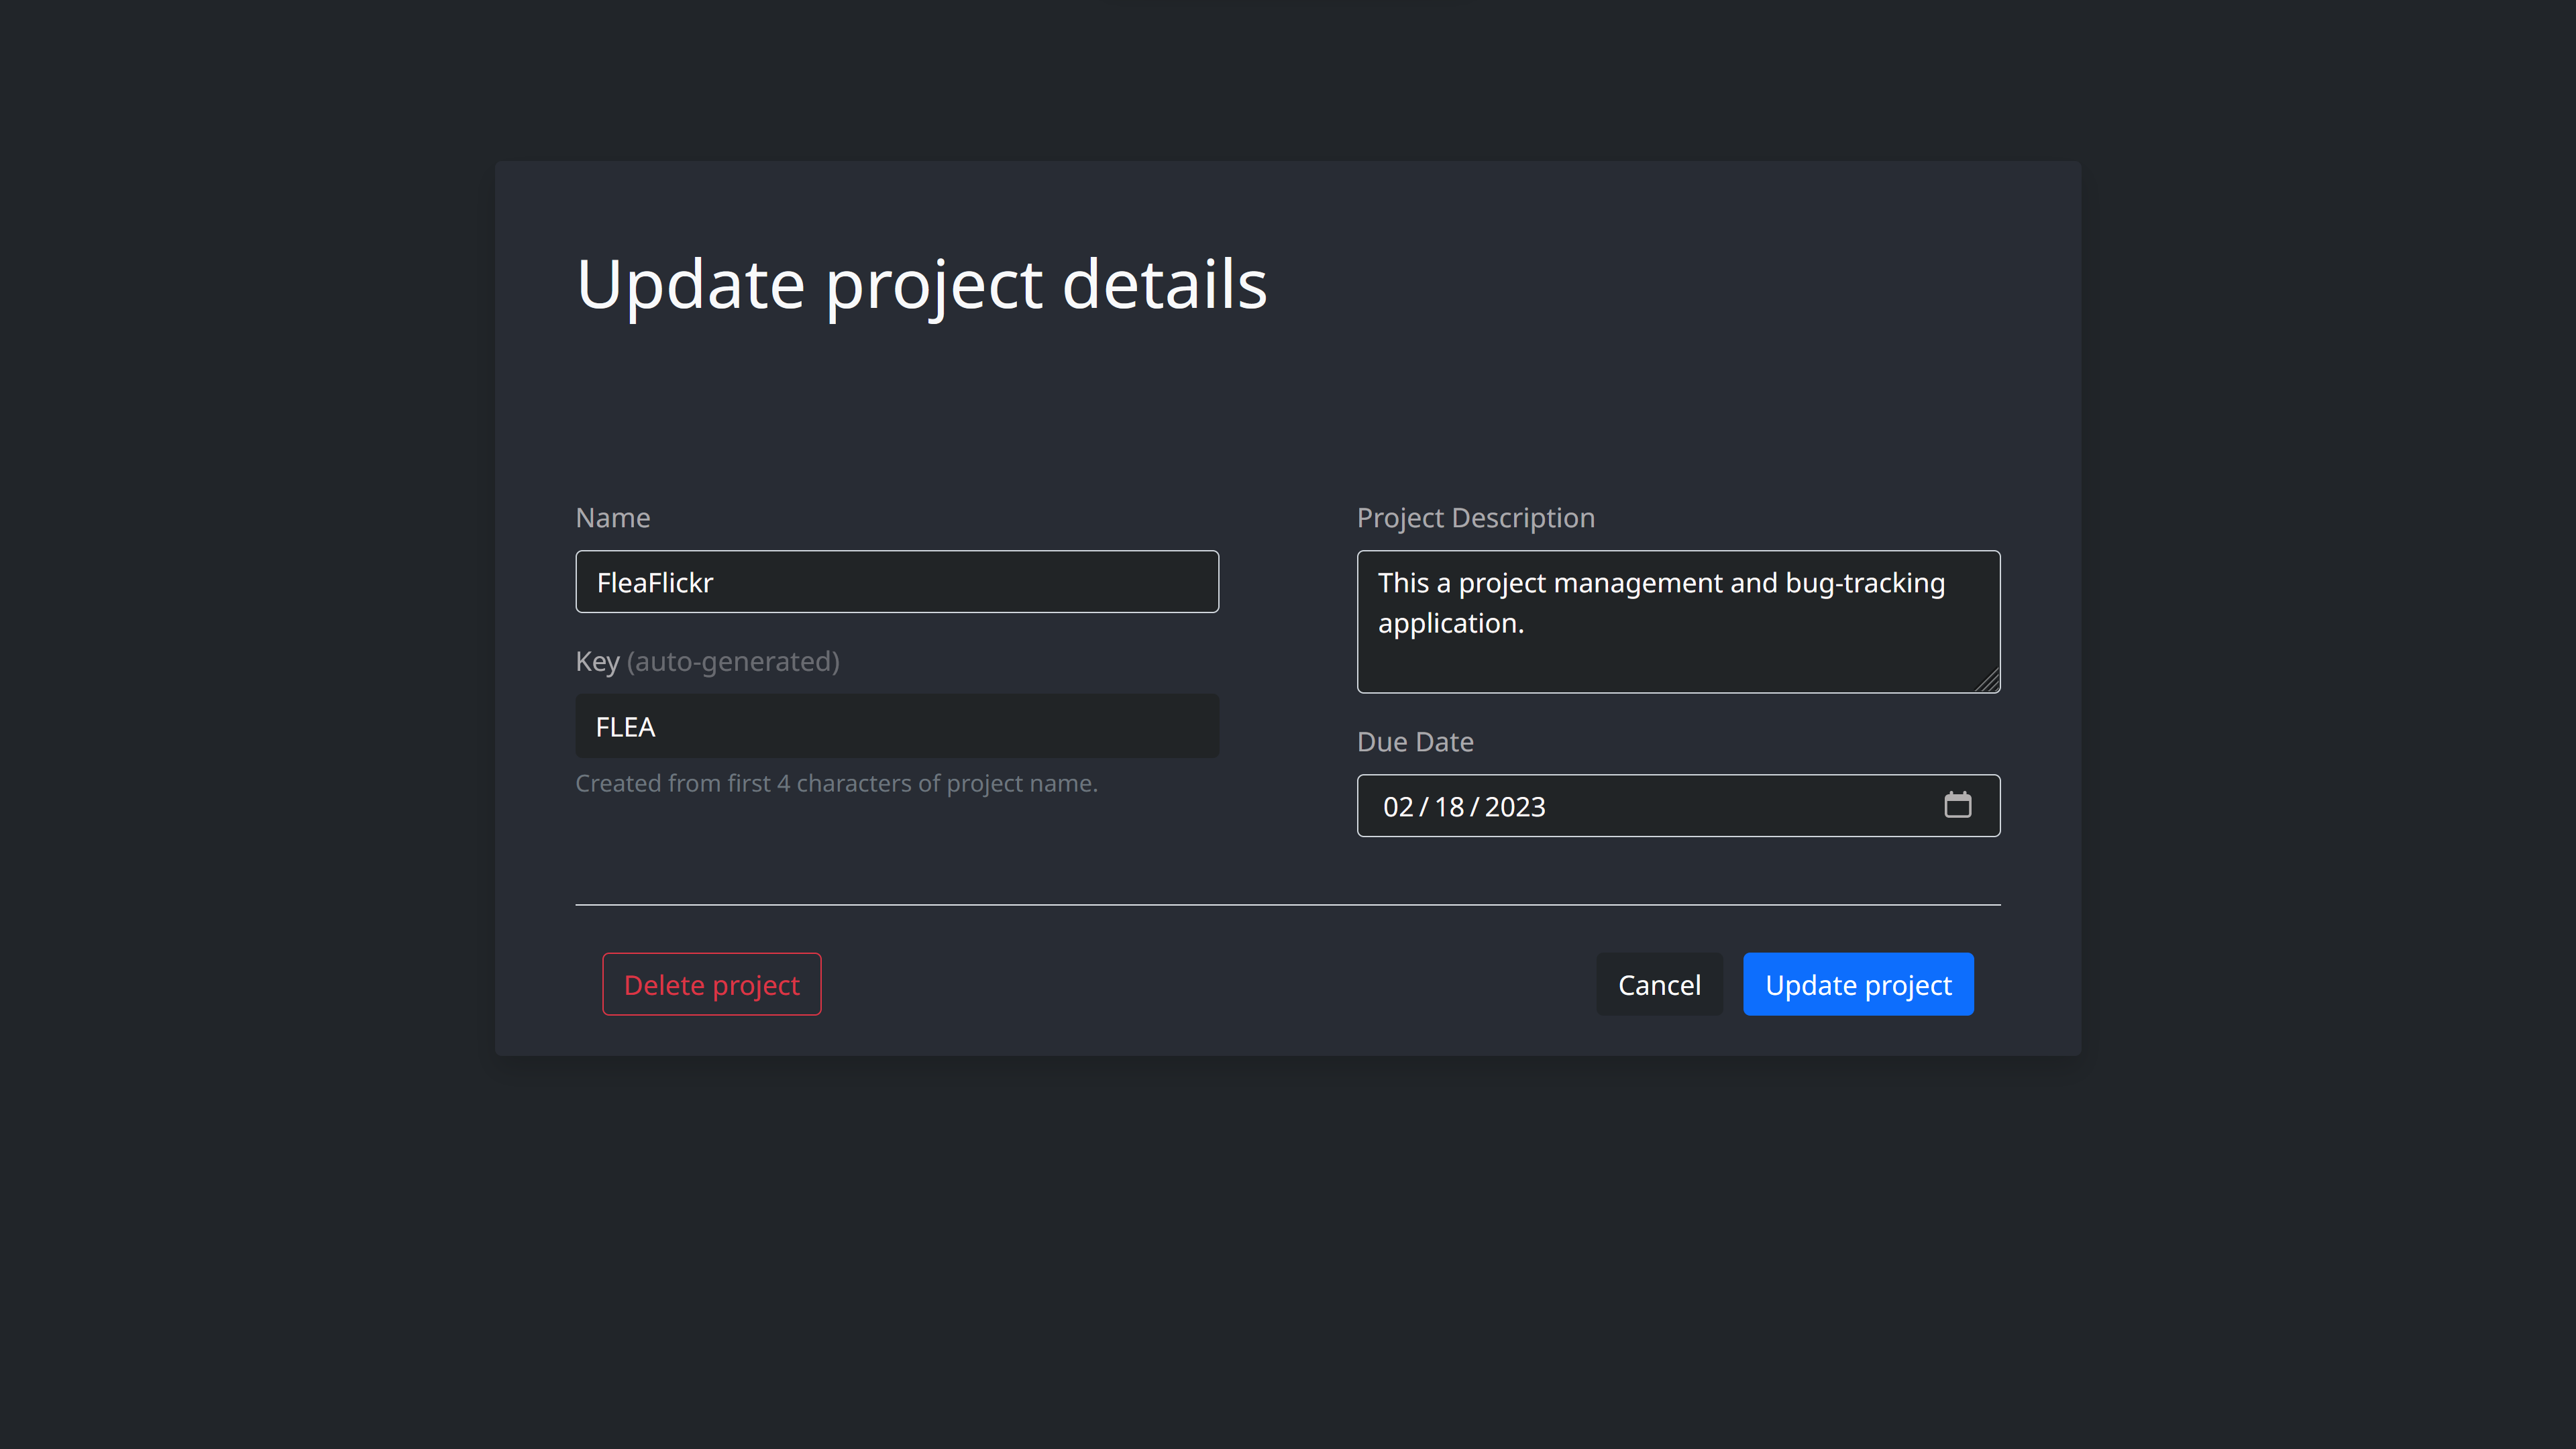 Update project details
Name
FleaFlickr
Key (auto-generated)
FLEA
Created from first 4 characters of project name.
Project Description
This a project management and bug-tracking
application.
Due Date
02 / 18 / 2023
Delete project
Cancel
Update project